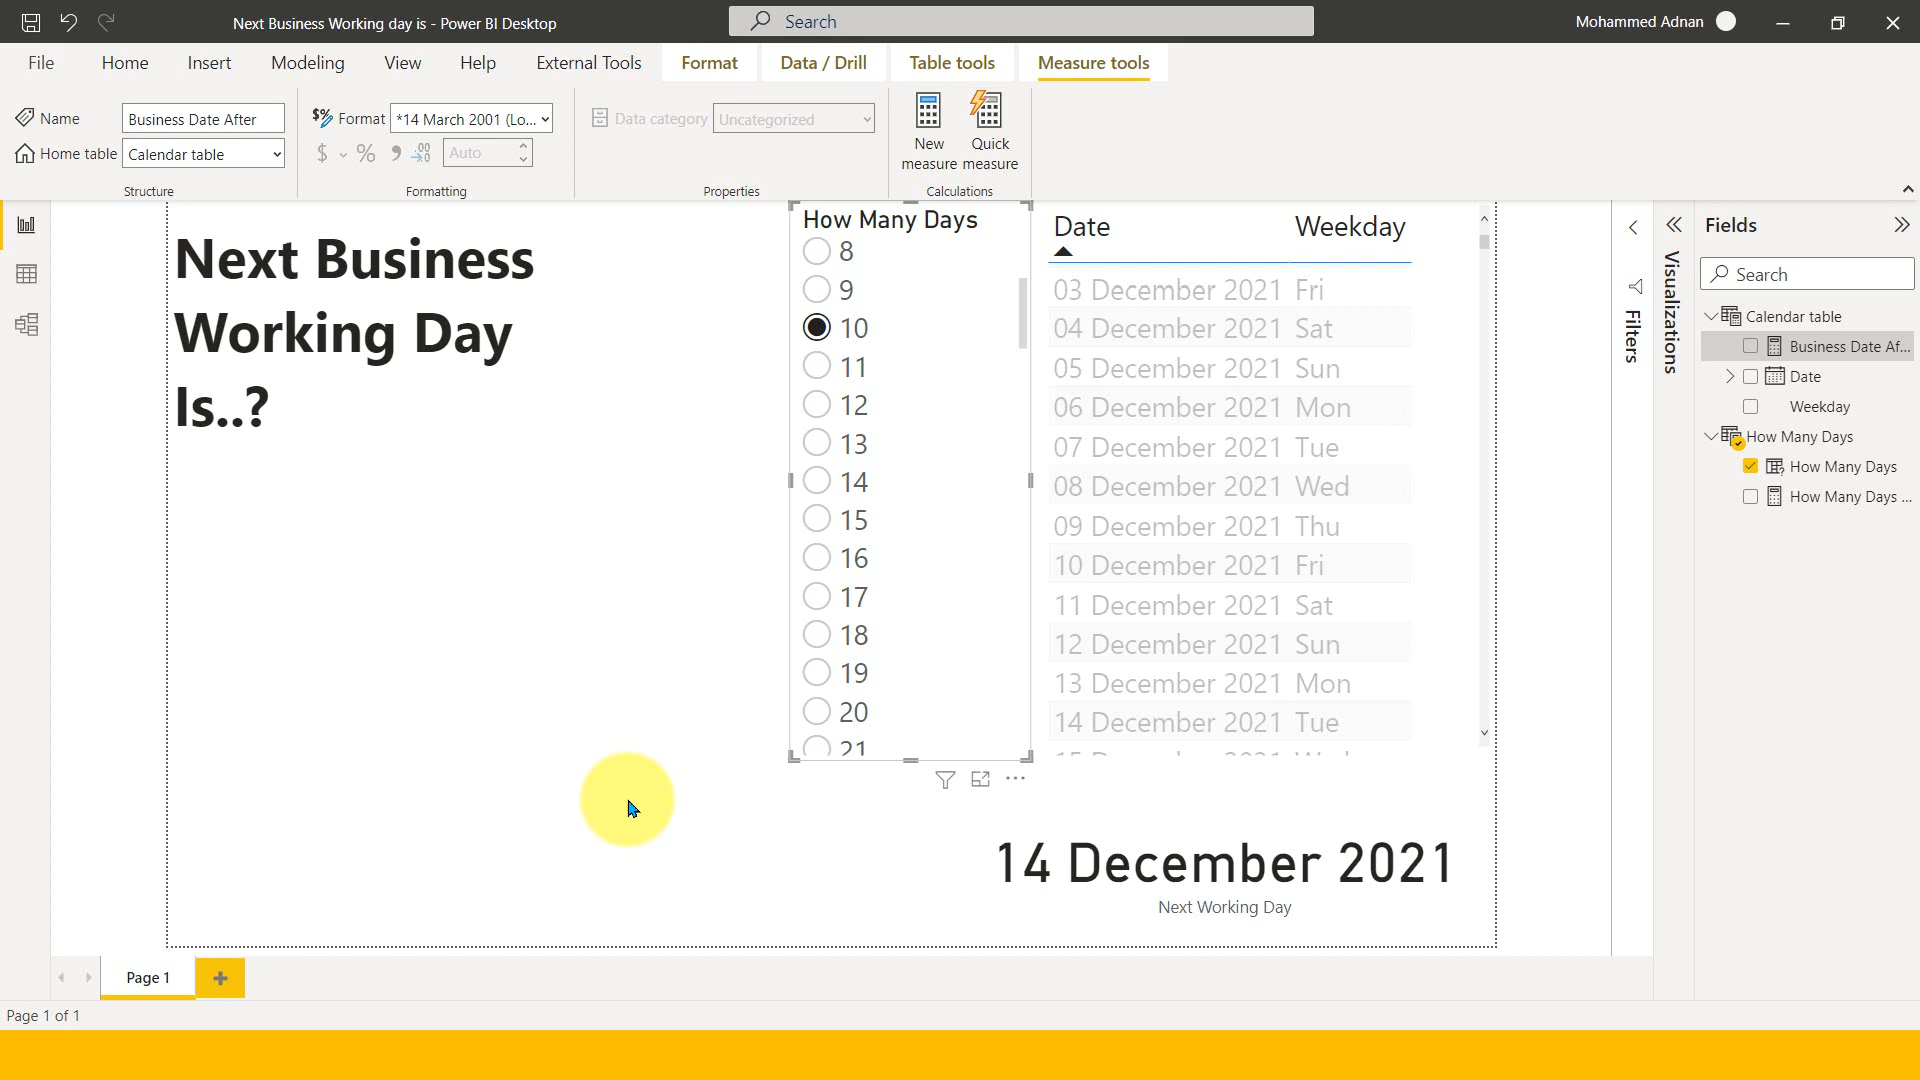 Next Business Working day is - Power BI Desktop
Search
Mohammed Adnan
File Home Insert Modeling View Help External Tools Format Data / Drill Table tools Measure tools
Name Business Date After
Format *14 March 2001 (Lo...
Data category Uncategorized
New measure
Quick measure
Home table Calendar table
$ % Auto
Structure Formatting Properties Calculations
Next Business
Working Day
Is..?
How Many Days
8
9
10
11
12
13
14
15
16
17
18
19
20
21
Date Weekday
03 December 2021 Fri
04 December 2021 Sat
05 December 2021 Sun
06 December 2021 Mon
07 December 2021 Tue
08 December 2021 Wed
09 December 2021 Thu
10 December 2021 Fri
11 December 2021 Sat
12 December 2021 Sun
13 December 2021 Mon
14 December 2021 Tue
14 December 2021
Next Working Day
Filters
Visualizations
Fields
Search
Calendar table
Business Date Af...
Date
Weekday
How Many Days
How Many Days
How Many Days ...
Page 1
Page 1 of 1